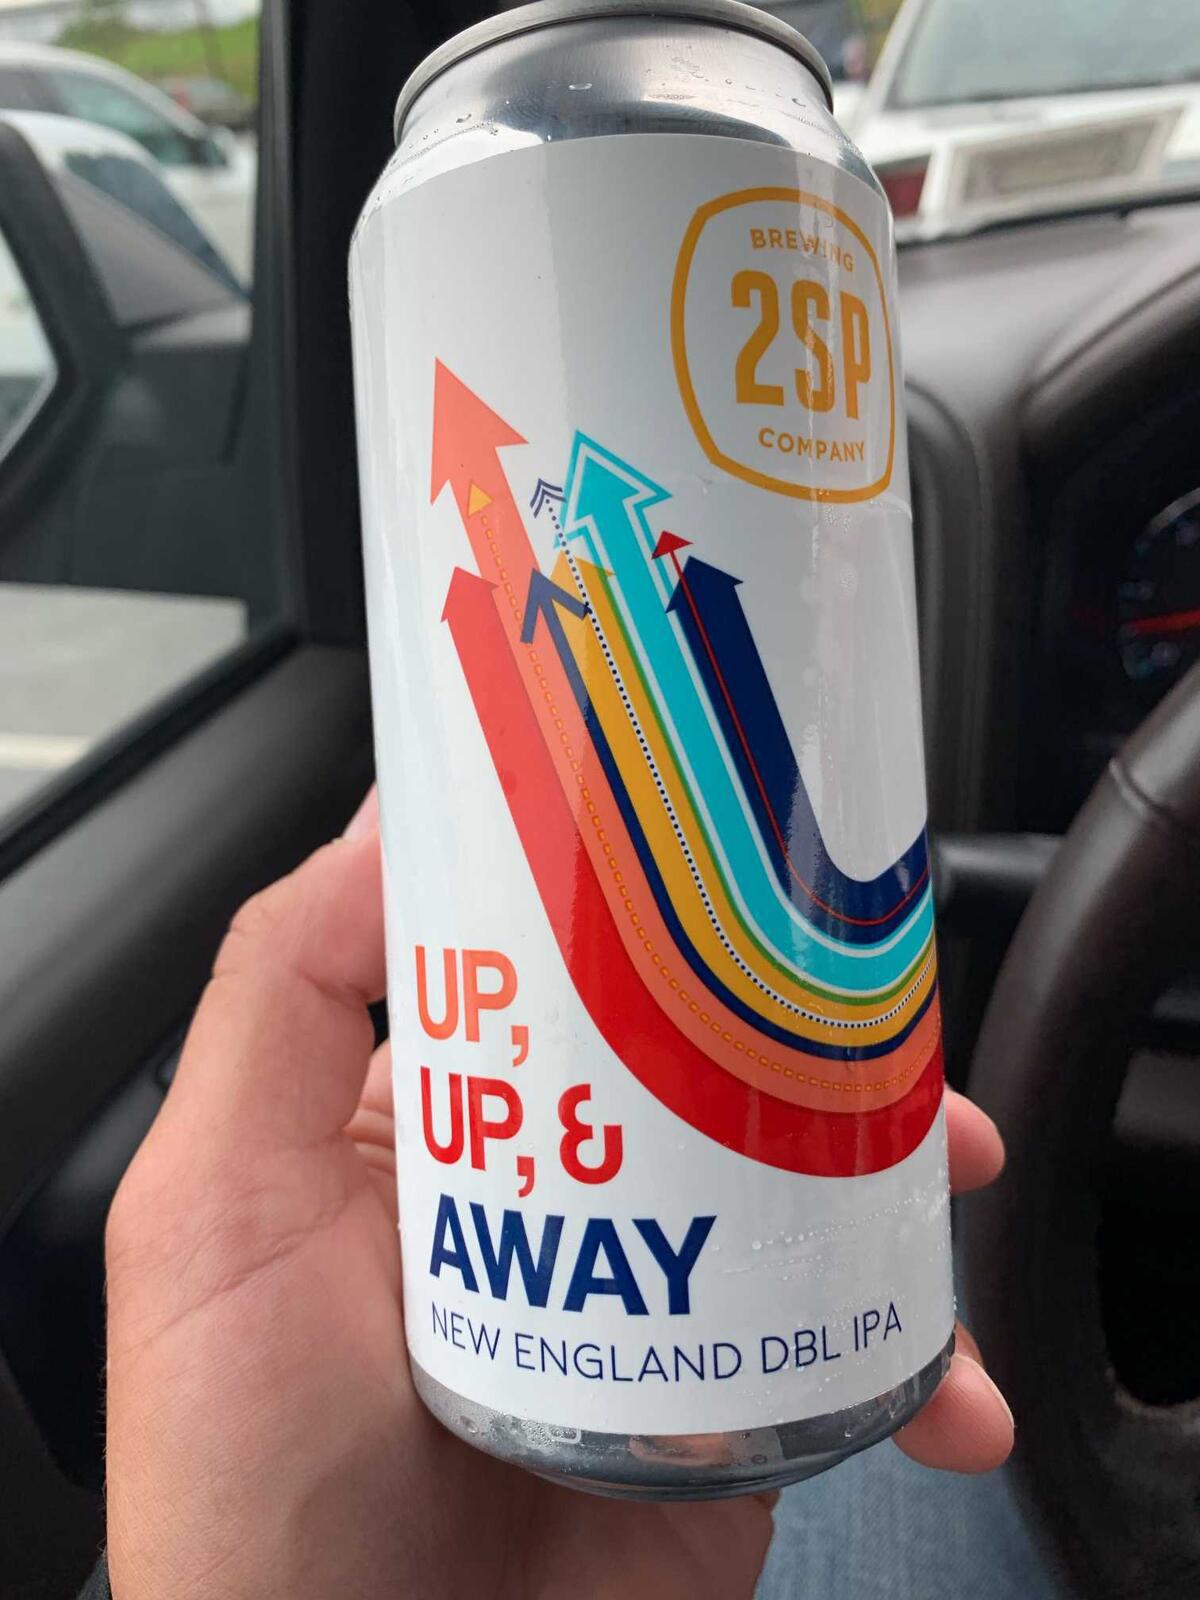 BREWING
2SP
COMPANY
UP,
UP, &
AWAY
NEW ENGLAND DBL IPA